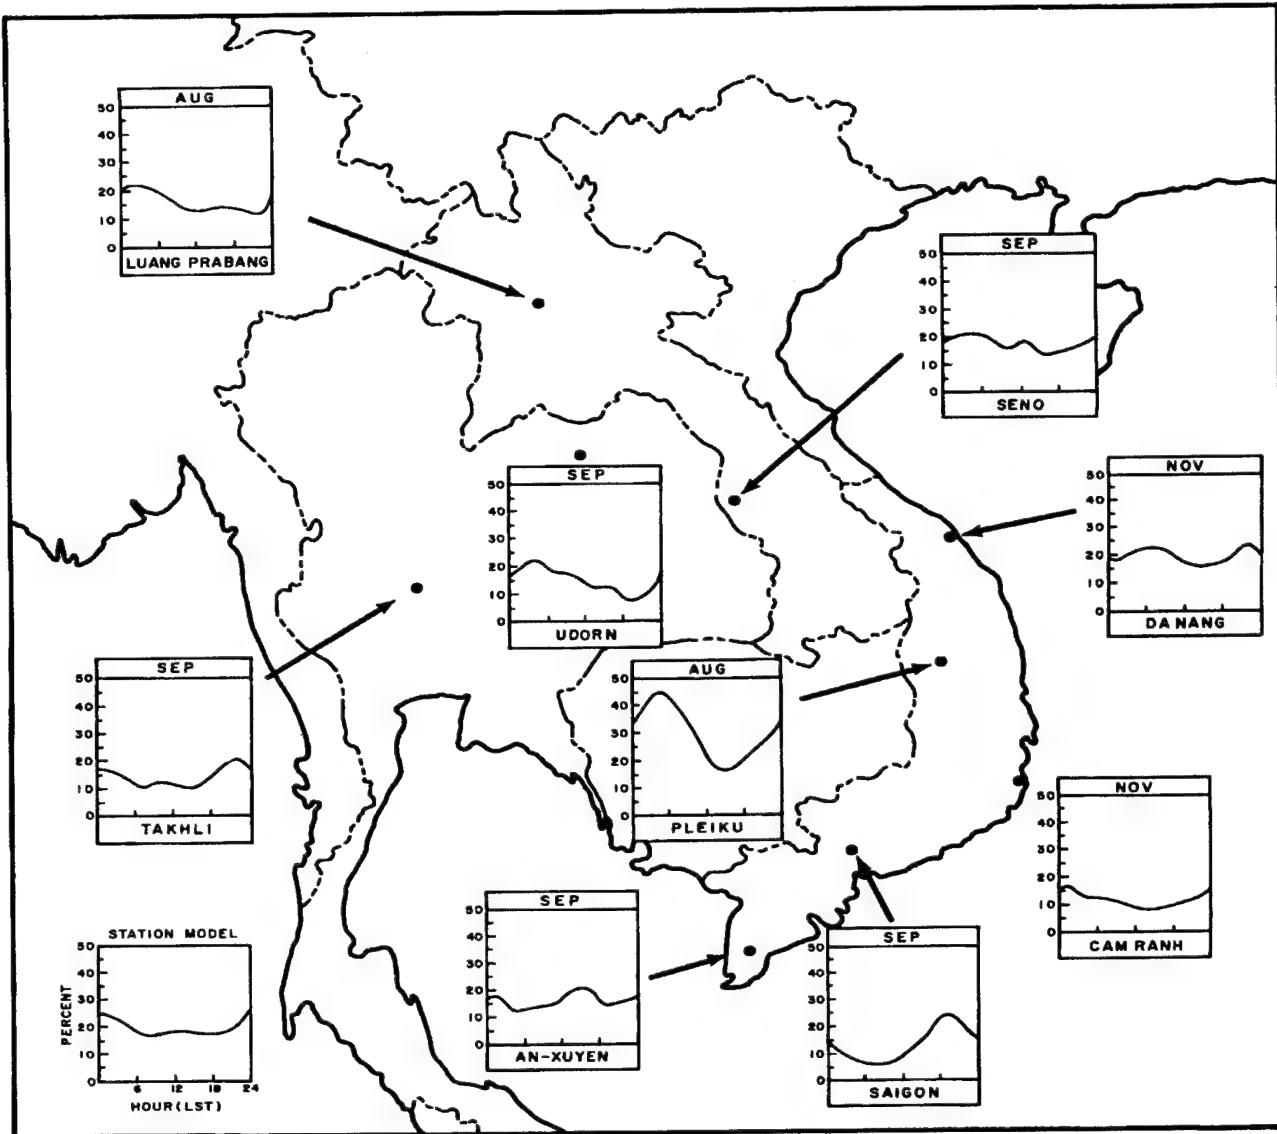 AUG
50
40
30
20
10
0
LUANG PRABANG
SEP
50
40
30
20
10
0
SENO
SEP
50
40
30
20
10
0
UDORN
NOV
50
40
30
20
10
0
DA NANG
SEP
50
40
30
20
10
0
TAKHLI
AUG
50
40
30
20
10
0
PLEIKU
NOV
50
40
30
20
10
0
CAM RANH
SEP
50
40
30
20
10
0
AN-XUYEN
SEP
50
40
30
20
10
0
SAIGON
STATION MODEL
50
40
30
20
10
0
PERCENT
6 12 18 24
HOUR(LST)